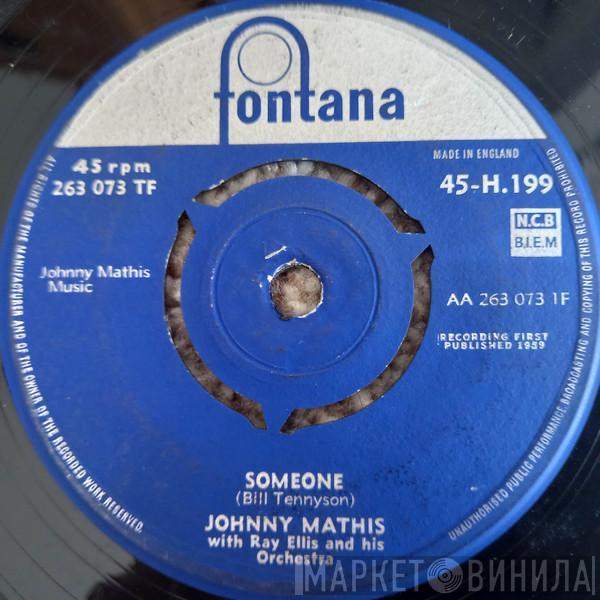 fontana
45 rpm
263 073 TF
MADE IN ENGLAND
45-H.199
N.C.B
B.I.E.M
Johnny Mathis
Music
AA 263 073 1F
RECORDING FIRST
PUBLISHED 1959
SOMEONE
(Bill Tennyson)
JOHNNY MATHIS
with Ray Ellis and his
Orchestra
ALL RIGHTS OF THE MANUFACTURER AND OF THE OWNER OF THE RECORDED WORK RESERVED.
UNAUTHORISED PUBLIC PERFORMANCE, BROADCASTING AND COPYING OF THIS RECORD PROHIBITED
МАРКЕТ ВИНИЛА